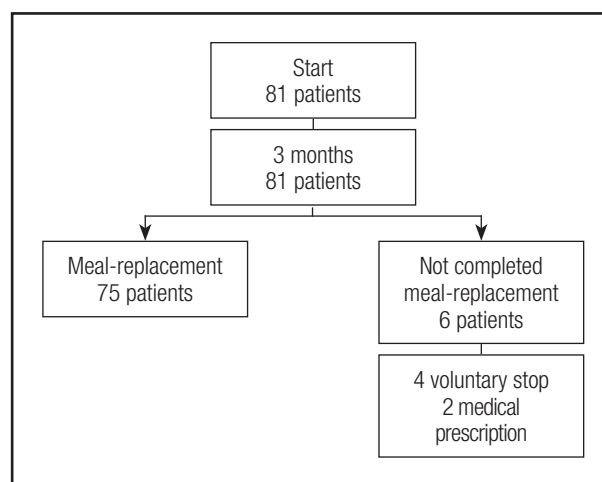 Start
81 patients
3 months
81 patients
Meal-replacement
75 patients
Not completed
meal-replacement
6 patients
4 voluntary stop
2 medical
prescription